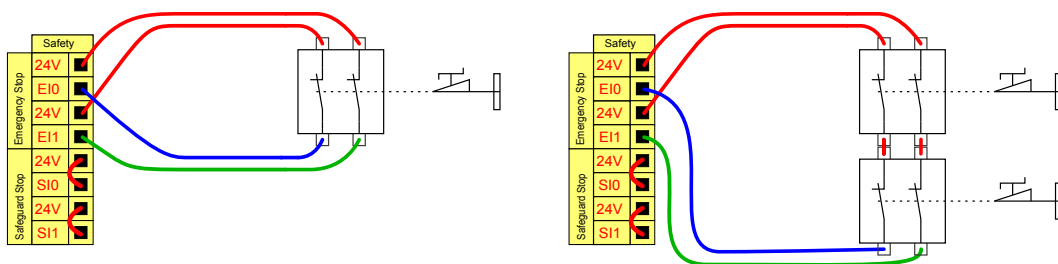 Safety
Emergency Stop
24V
EI0
24V
EI1
Safeguard Stop
24V
SI0
24V
SI1
Safety
Emergency Stop
24V
EI0
24V
EI1
Safeguard Stop
24V
SI0
24V
SI1